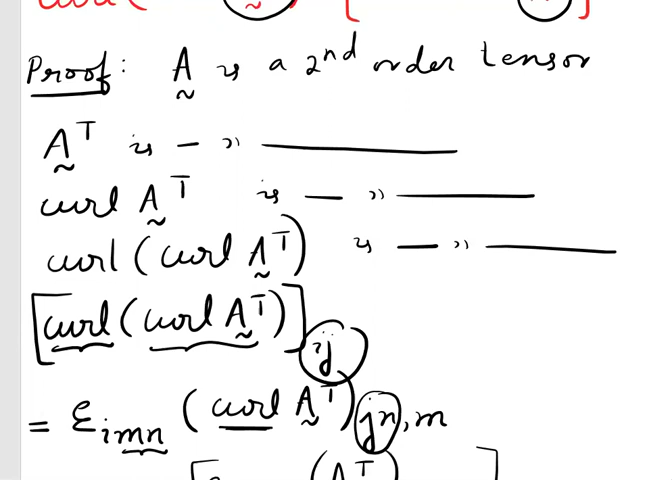 Proof: A is a 2nd order tensor
~
A^T is — " —
~
curl A^T is — " —
~
curl (curl A^T) is — " —
~
[curl (curl A^T)]_ij
~
= ε_imn (curl A^T)_jn,m
~
(A^T)